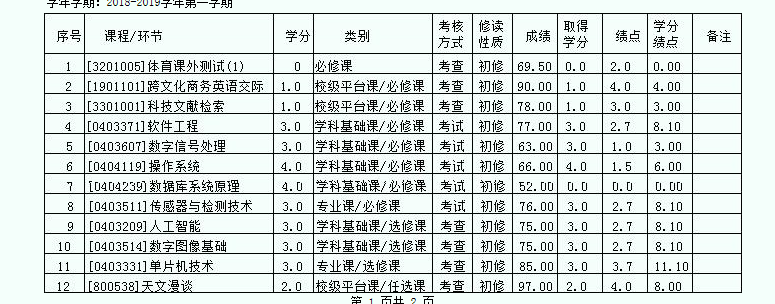 学年学期：2018-2019学年第一学期
序号 课程/环节 学分 类别 考核方式 修读性质 成绩 取得学分 绩点 学分绩点 备注
1 [3201005]体育课外测试(1) 0 必修课 考查 初修 69.50 0.0 2.0 0.00
2 [1901101]跨文化商务英语交际 1.0 校级平台课/必修课 考查 初修 90.00 1.0 4.0 4.00
3 [3301001]科技文献检索 1.0 校级平台课/必修课 考查 初修 78.00 1.0 3.0 3.00
4 [0403371]软件工程 3.0 学科基础课/必修课 考试 初修 77.00 3.0 2.7 8.10
5 [0403607]数字信号处理 3.0 学科基础课/必修课 考试 初修 63.00 3.0 1.0 3.00
6 [0404119]操作系统 4.0 学科基础课/必修课 考试 初修 66.00 4.0 1.5 6.00
7 [0404239]数据库系统原理 4.0 学科基础课/必修课 考试 初修 52.00 0.0 0.0 0.00
8 [0403511]传感器与检测技术 3.0 专业课/必修课 考试 初修 76.00 3.0 2.7 8.10
9 [0403209]人工智能 3.0 学科基础课/选修课 考查 初修 75.00 3.0 2.7 8.10
10 [0403514]数字图像基础 3.0 学科基础课/选修课 考查 初修 75.00 3.0 2.7 8.10
11 [0403331]单片机技术 3.0 专业课/选修课 考查 初修 85.00 3.0 3.7 11.10
12 [800538]天文漫谈 2.0 校级平台课/任选课 考查 初修 97.00 2.0 4.0 8.00
第 1 页共 2 页